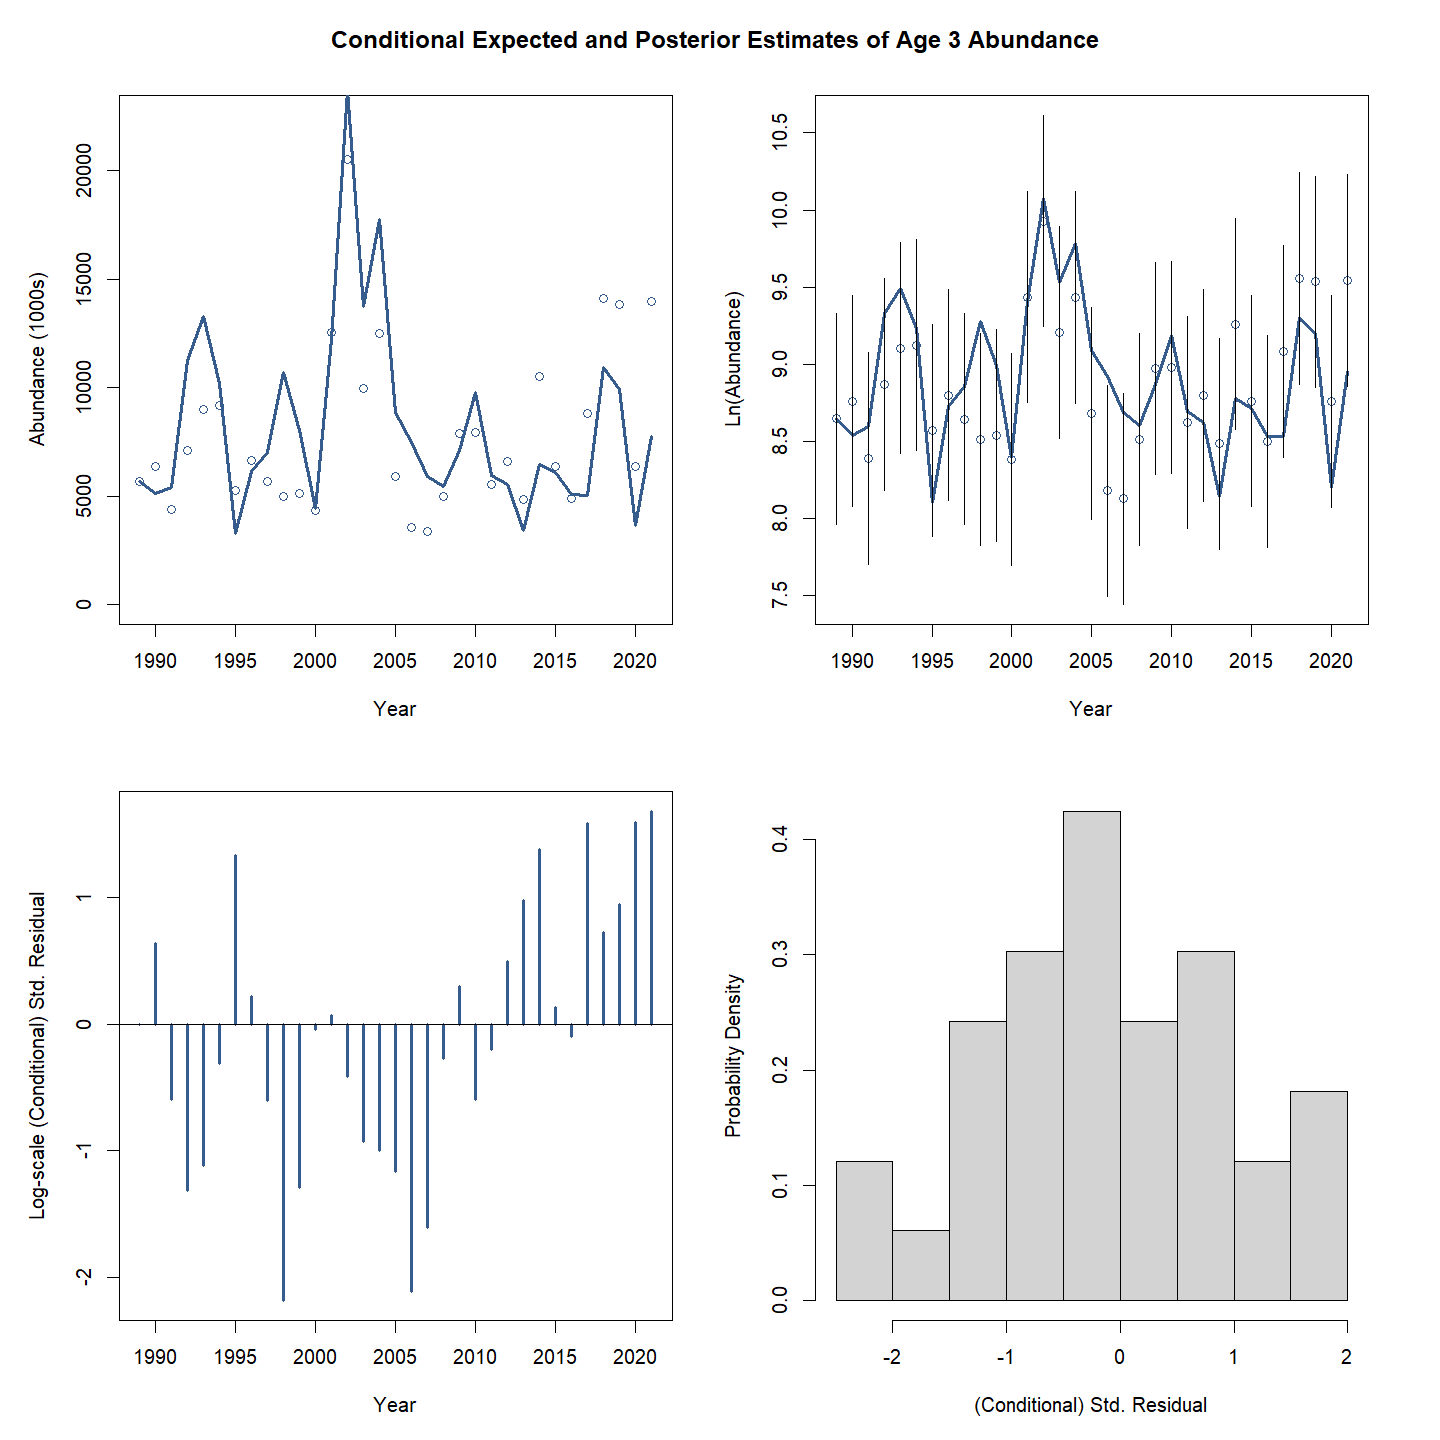 Conditional Expected and Posterior Estimates of Age 3 Abundance
Abundance (1000s)
0 5000 10000 15000 20000
1990 1995 2000 2005 2010 2015 2020
Year
Ln(Abundance)
7.5 8.0 8.5 9.0 9.5 10.0 10.5
1990 1995 2000 2005 2010 2015 2020
Year
Log-scale (Conditional) Std. Residual
-2 -1 0 1
1990 1995 2000 2005 2010 2015 2020
Year
Probability Density
0.0 0.1 0.2 0.3 0.4
-2 -1 0 1 2
(Conditional) Std. Residual